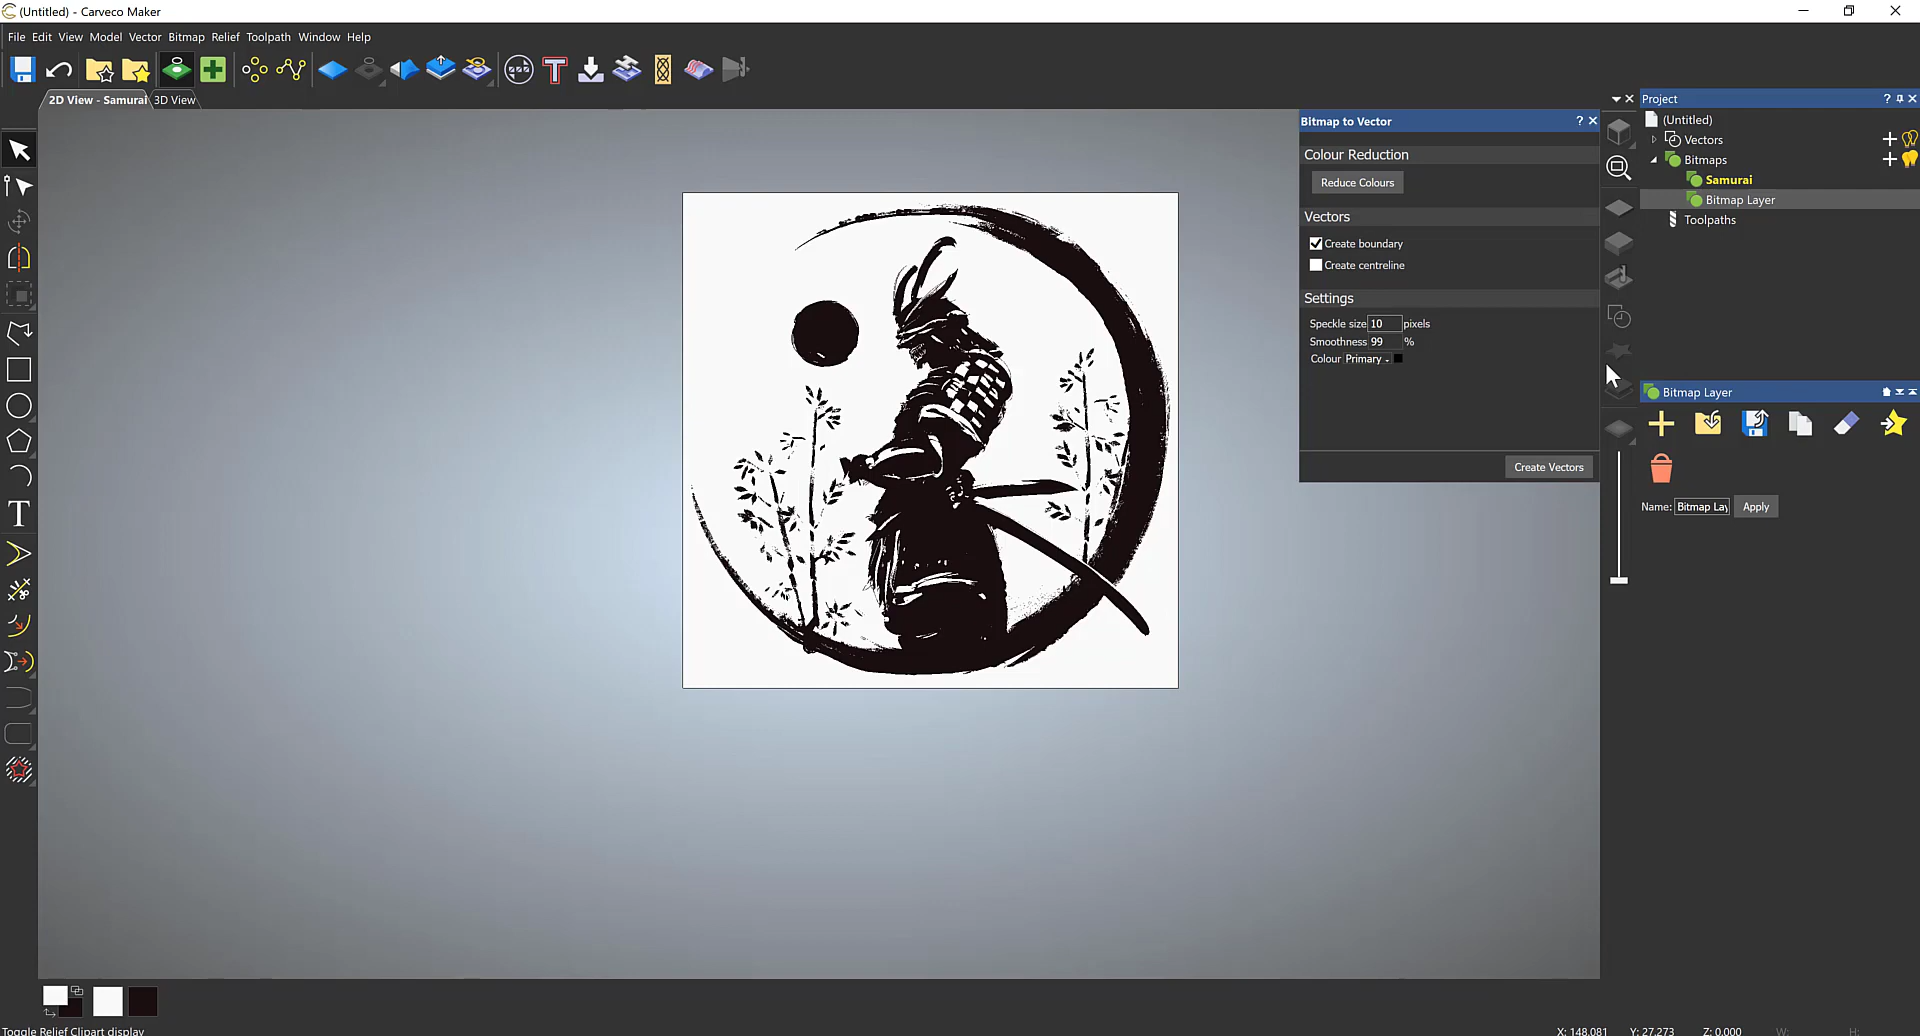 (Untitled) - Carveco Maker
File Edit View Model Vector Bitmap Relief Toolpath Window Help
2D View - Samurai 3D View
Bitmap to Vector ?
Colour Reduction
Reduce Colours
Vectors
Create boundary
Create centreline
Settings
Speckle size 10 pixels
Smoothness 99 %
Colour Primary
Create Vectors
Project ?
(Untitled)
Vectors
Bitmaps
Samurai
Bitmap Layer
Toolpaths
Bitmap Layer
Name: Bitmap Lay Apply
Toggle Relief Clipart display
X: 148.081 Y: 27.273 Z: 0.000 W: H: